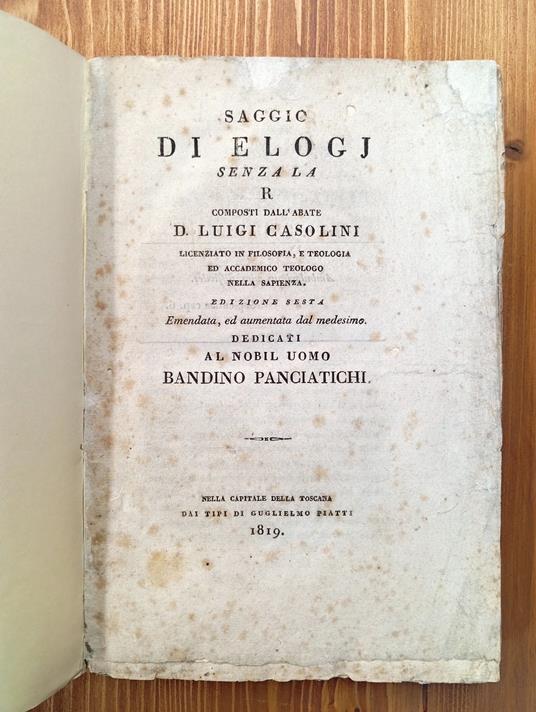 SAGGIO
DI ELOGJ
SENZA LA
R
COMPOSTI DALL'ABATE
D. LUIGI CASOLINI
LICENZIATO IN FILOSOFIA, E TEOLOGIA
ED ACCADEMICO TEOLOGO
NELLA SAPIENZA.
EDIZIONE SESTA
Emendata, ed aumentata dal medesimo.
DEDICATI
AL NOBIL UOMO
BANDINO PANCIATICHI.
NELLA CAPITALE DELLA TOSCANA
DAI TIPI DI GUGLIELMO PIATTI
1819.